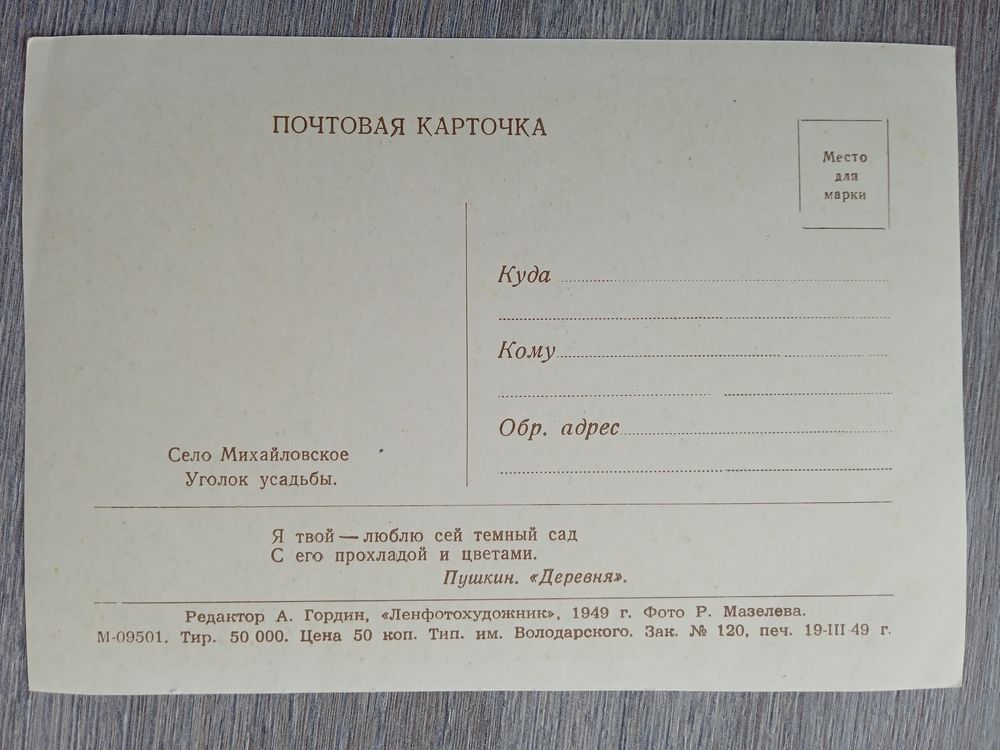 ПОЧТОВАЯ КАРТОЧКА
Место
для
марки
Куда
Кому
Обр. адрес
Село Михайловское
Уголок усадьбы.
Я твой — люблю сей темный сад
С его прохладой и цветами.
Пушкин. «Деревня».
Редактор А. Гордин, «Ленфотохудожник», 1949 г. Фото Р. Мазелева.
М-09501. Тир. 50 000. Цена 50 коп. Тип. им. Володарского. Зак. № 120, печ. 19-III-49 г.